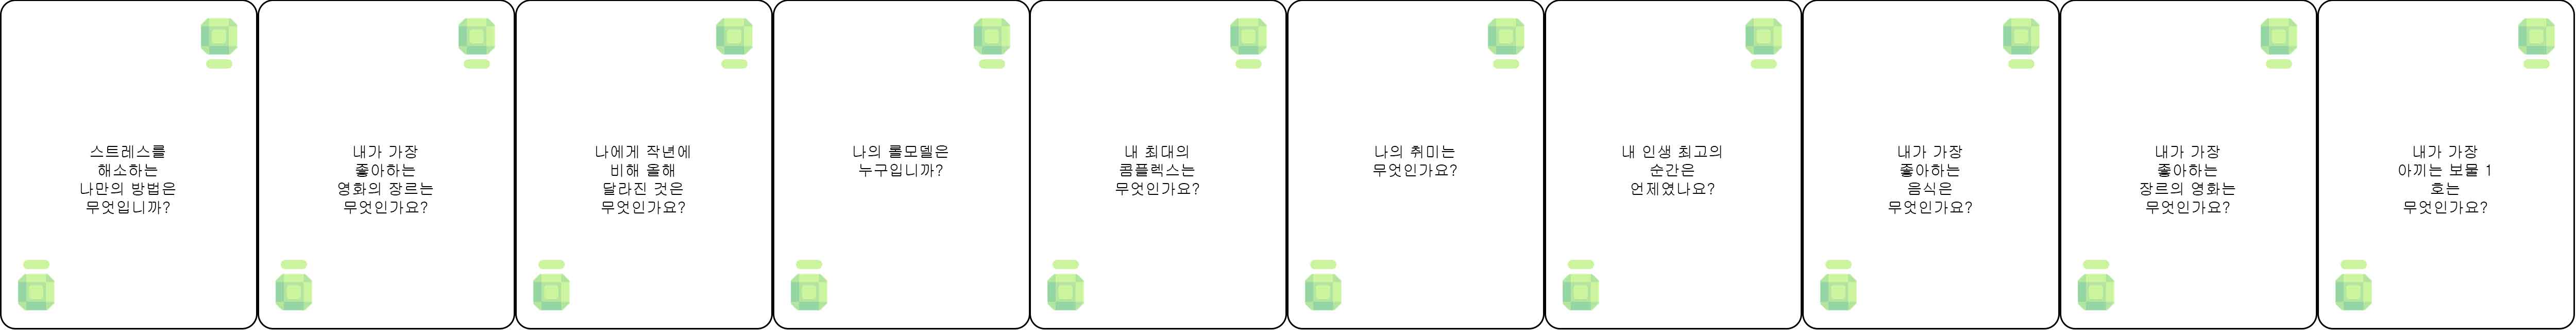 스트레스를
해소하는
나만의 방법은
무엇입니까?
내가 가장
좋아하는
영화의 장르는
무엇인가요?
나에게 작년에
비해 올해
달라진 것은
무엇인가요?
나의 롤모델은
누구입니까?
내 최대의
콤플렉스는
무엇인가요?
나의 취미는
무엇인가요?
내 인생 최고의
순간은
언제였나요?
내가 가장
좋아하는
음식은
무엇인가요?
내가 가장
좋아하는
장르의 영화는
무엇인가요?
내가 가장
아끼는 보물 1
호는
무엇인가요?